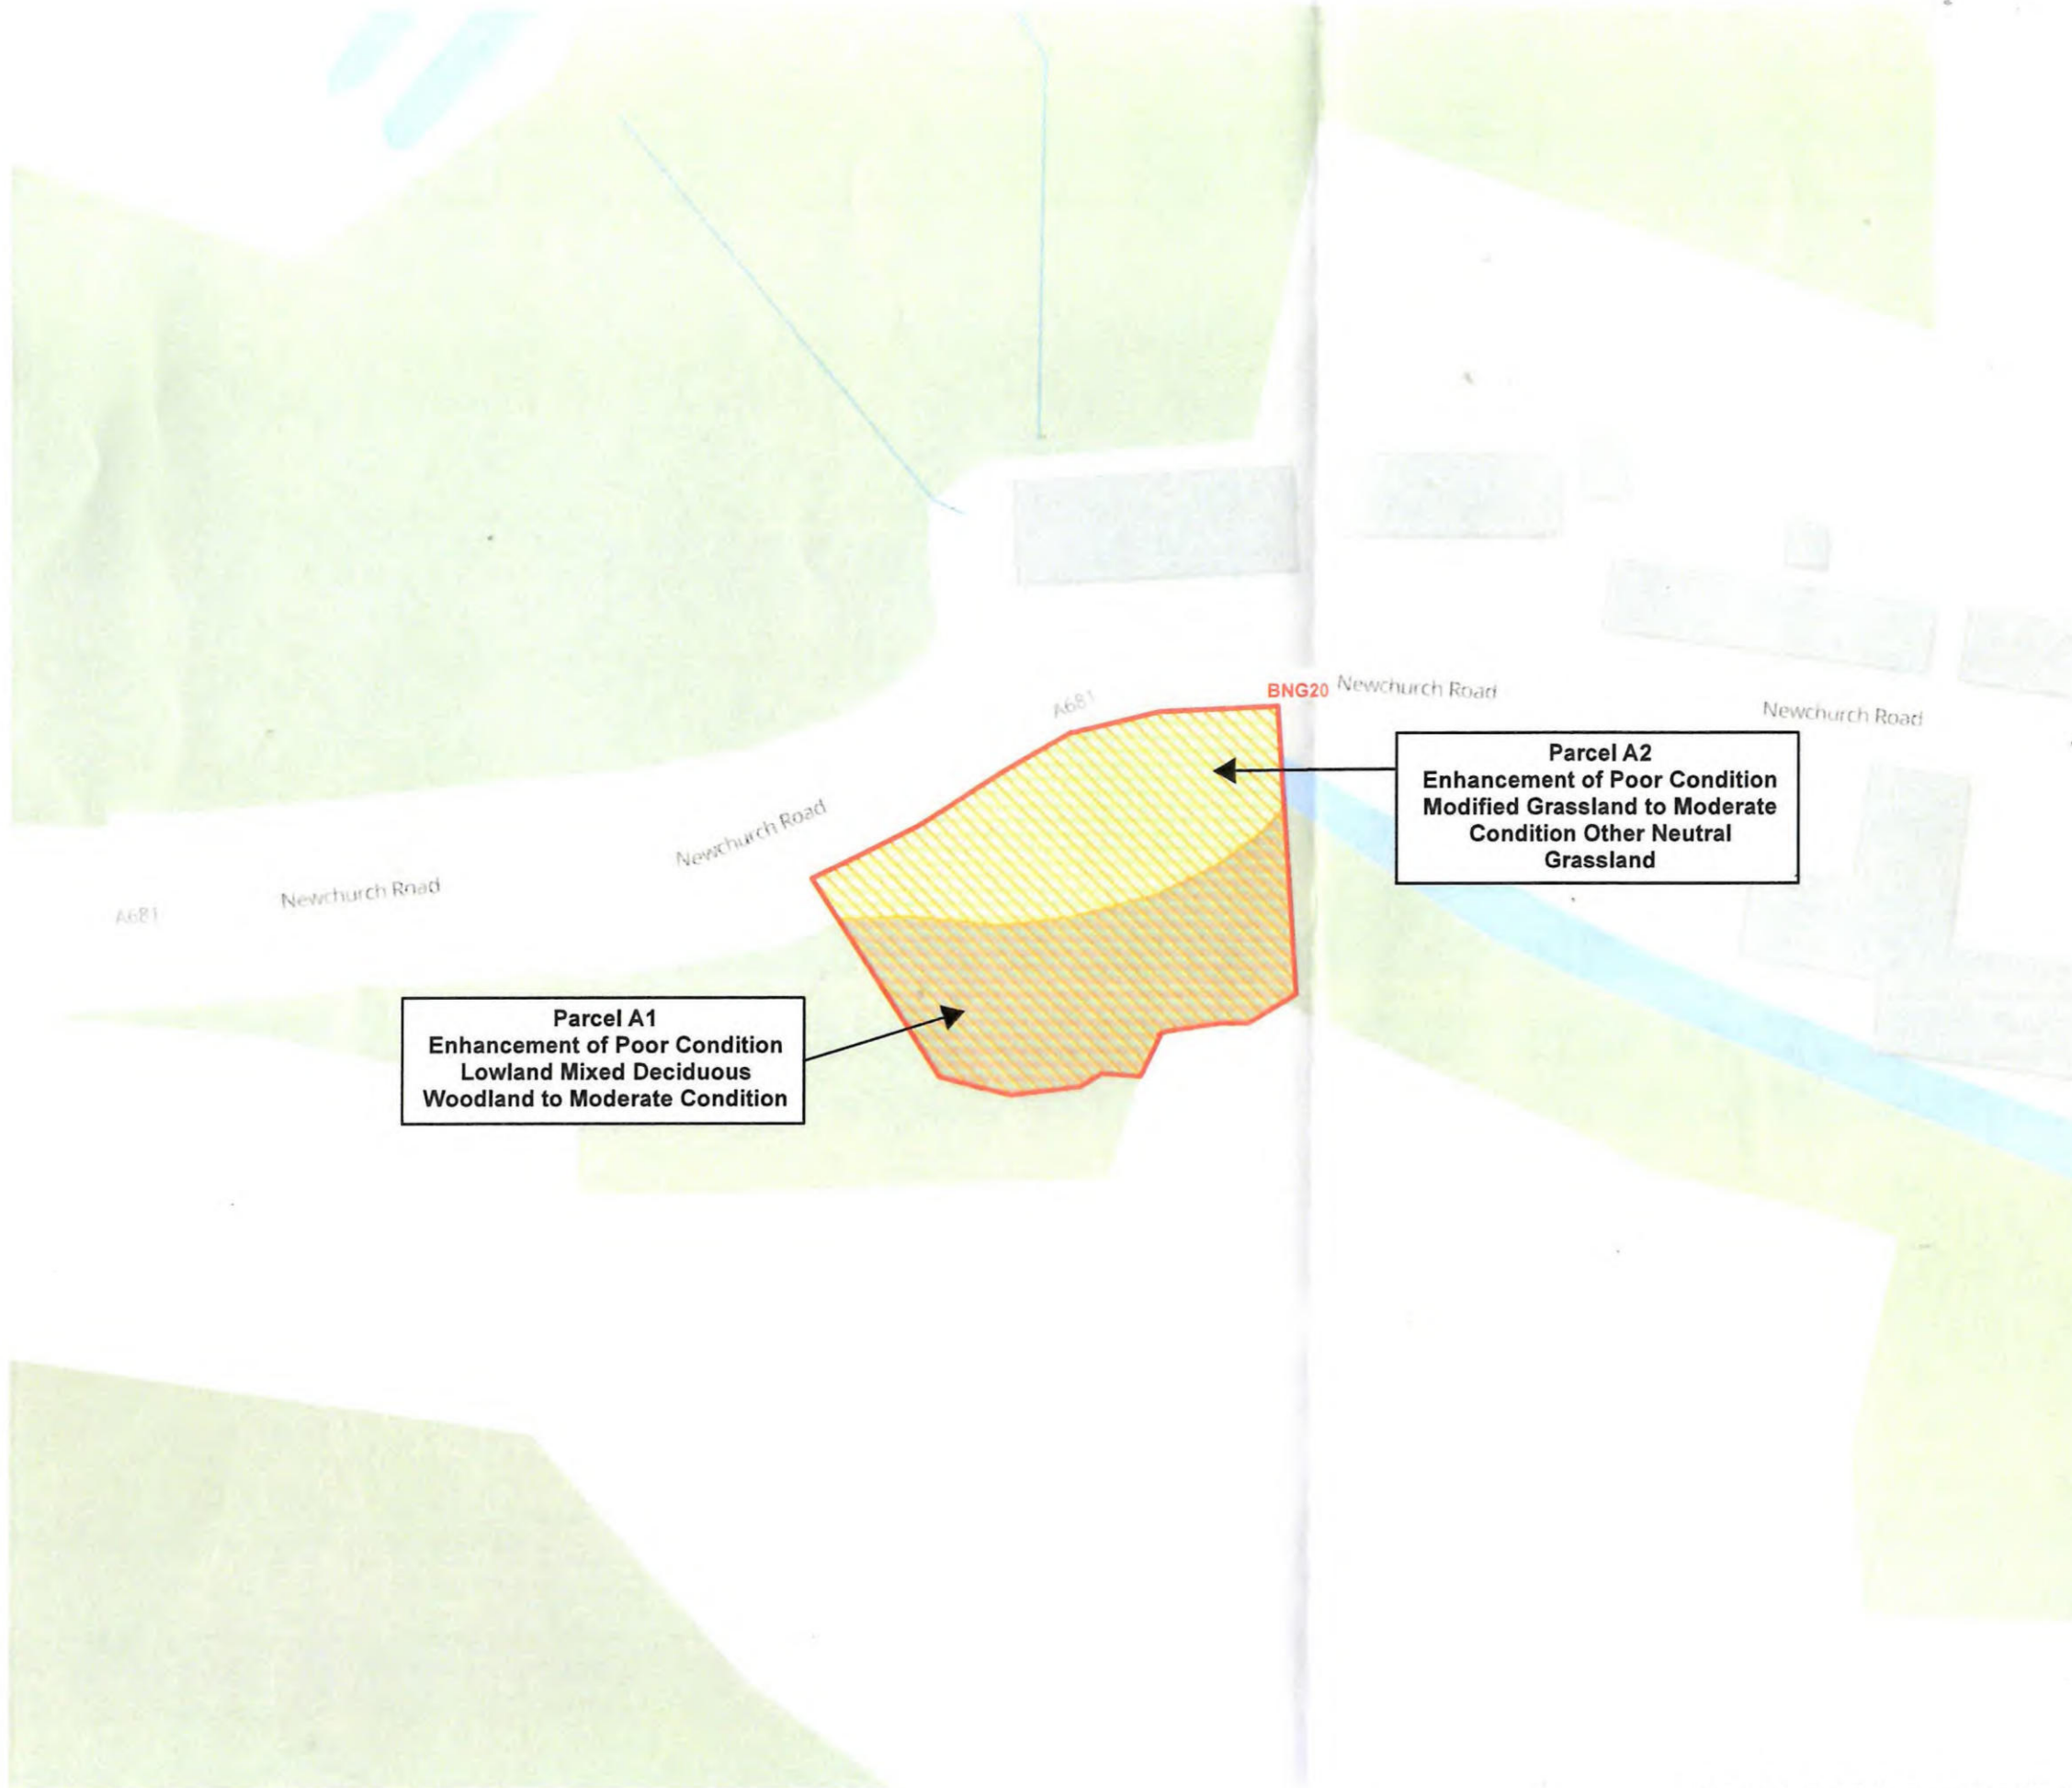 BNG20
Newchurch Road
A681
Newchurch Road
Parcel A2
Enhancement of Poor Condition
Modified Grassland to Moderate
Condition Other Neutral
Grassland
Newchurch Road
Newchurch Road
A681
Parcel A1
Enhancement of Poor Condition
Lowland Mixed Deciduous
Woodland to Moderate Condition